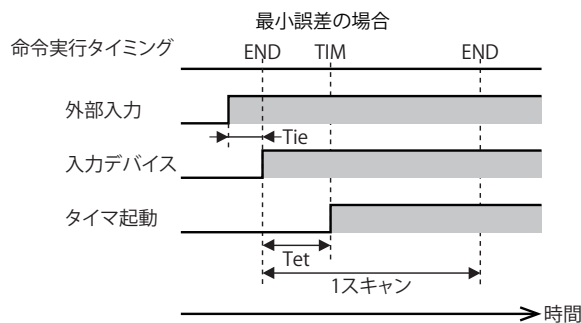 最小誤差の場合
命令実行タイミング
END TIM END
外部入力
Tie
入力デバイス
タイマ起動
Tet
1スキャン
時間